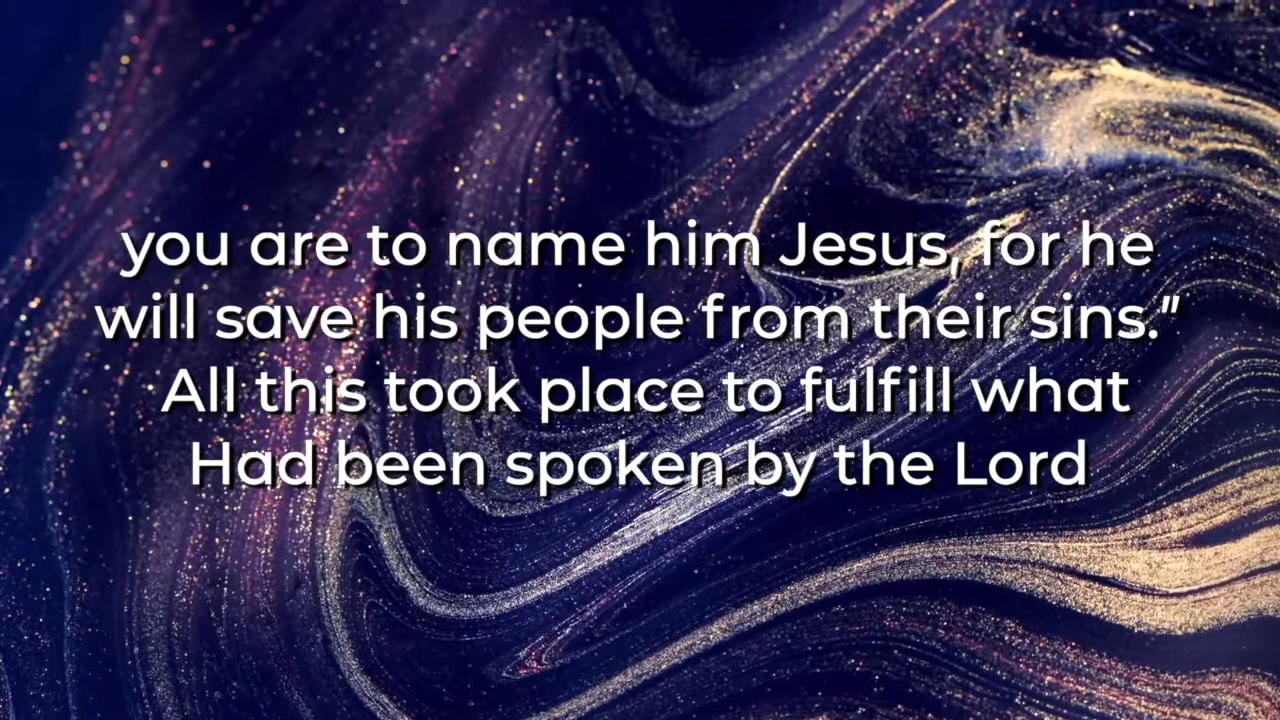 you are to name him Jesus, for he
will save his people from their sins.”
All this took place to fulfill what
Had been spoken by the Lord